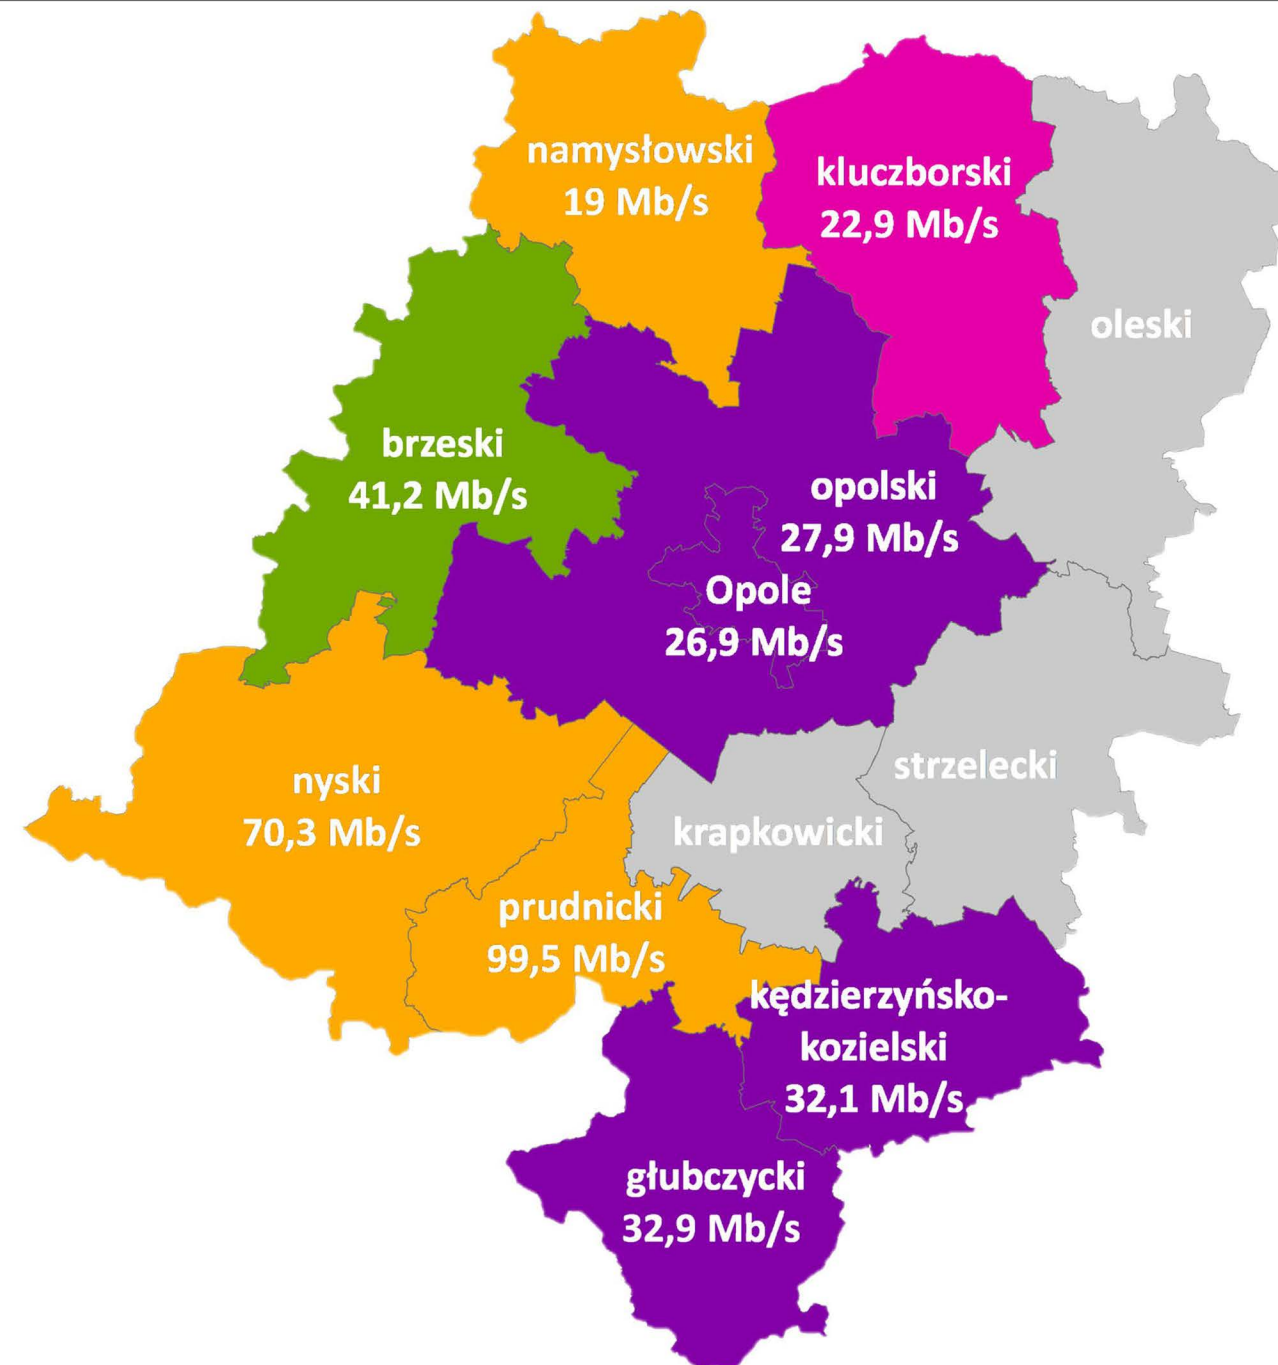 namysłowski
19 Mb/s
kluczborski
22,9 Mb/s
oleski
brzeski
41,2 Mb/s
opolski
27,9 Mb/s
Opole
26,9 Mb/s
nyski
70,3 Mb/s
strzelecki
krapkowicki
prudnicki
99,5 Mb/s
kędzierzyńsko-
kozielski
32,1 Mb/s
głubczycki
32,9 Mb/s